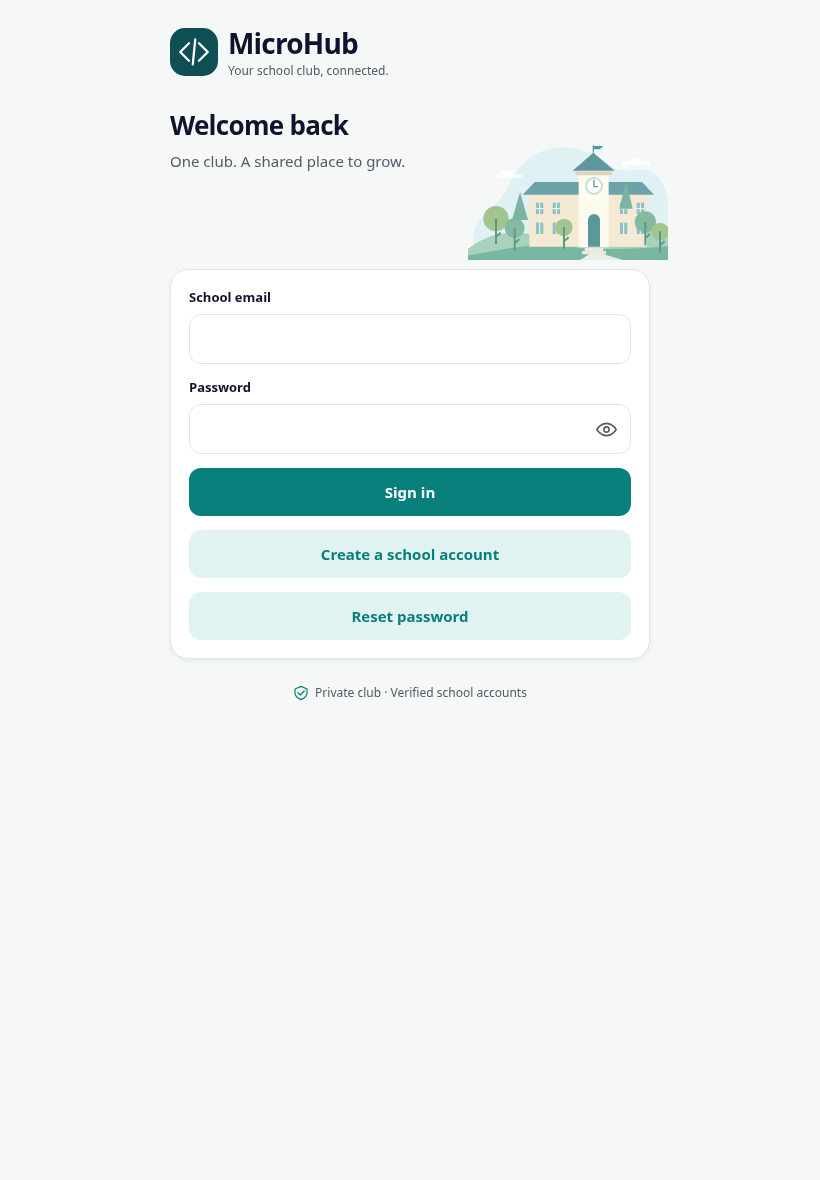 MicroHub
Your school club, connected.
Welcome back
One club. A shared place to grow.
School email
Password
Sign in
Create a school account
Reset password
Private club · Verified school accounts